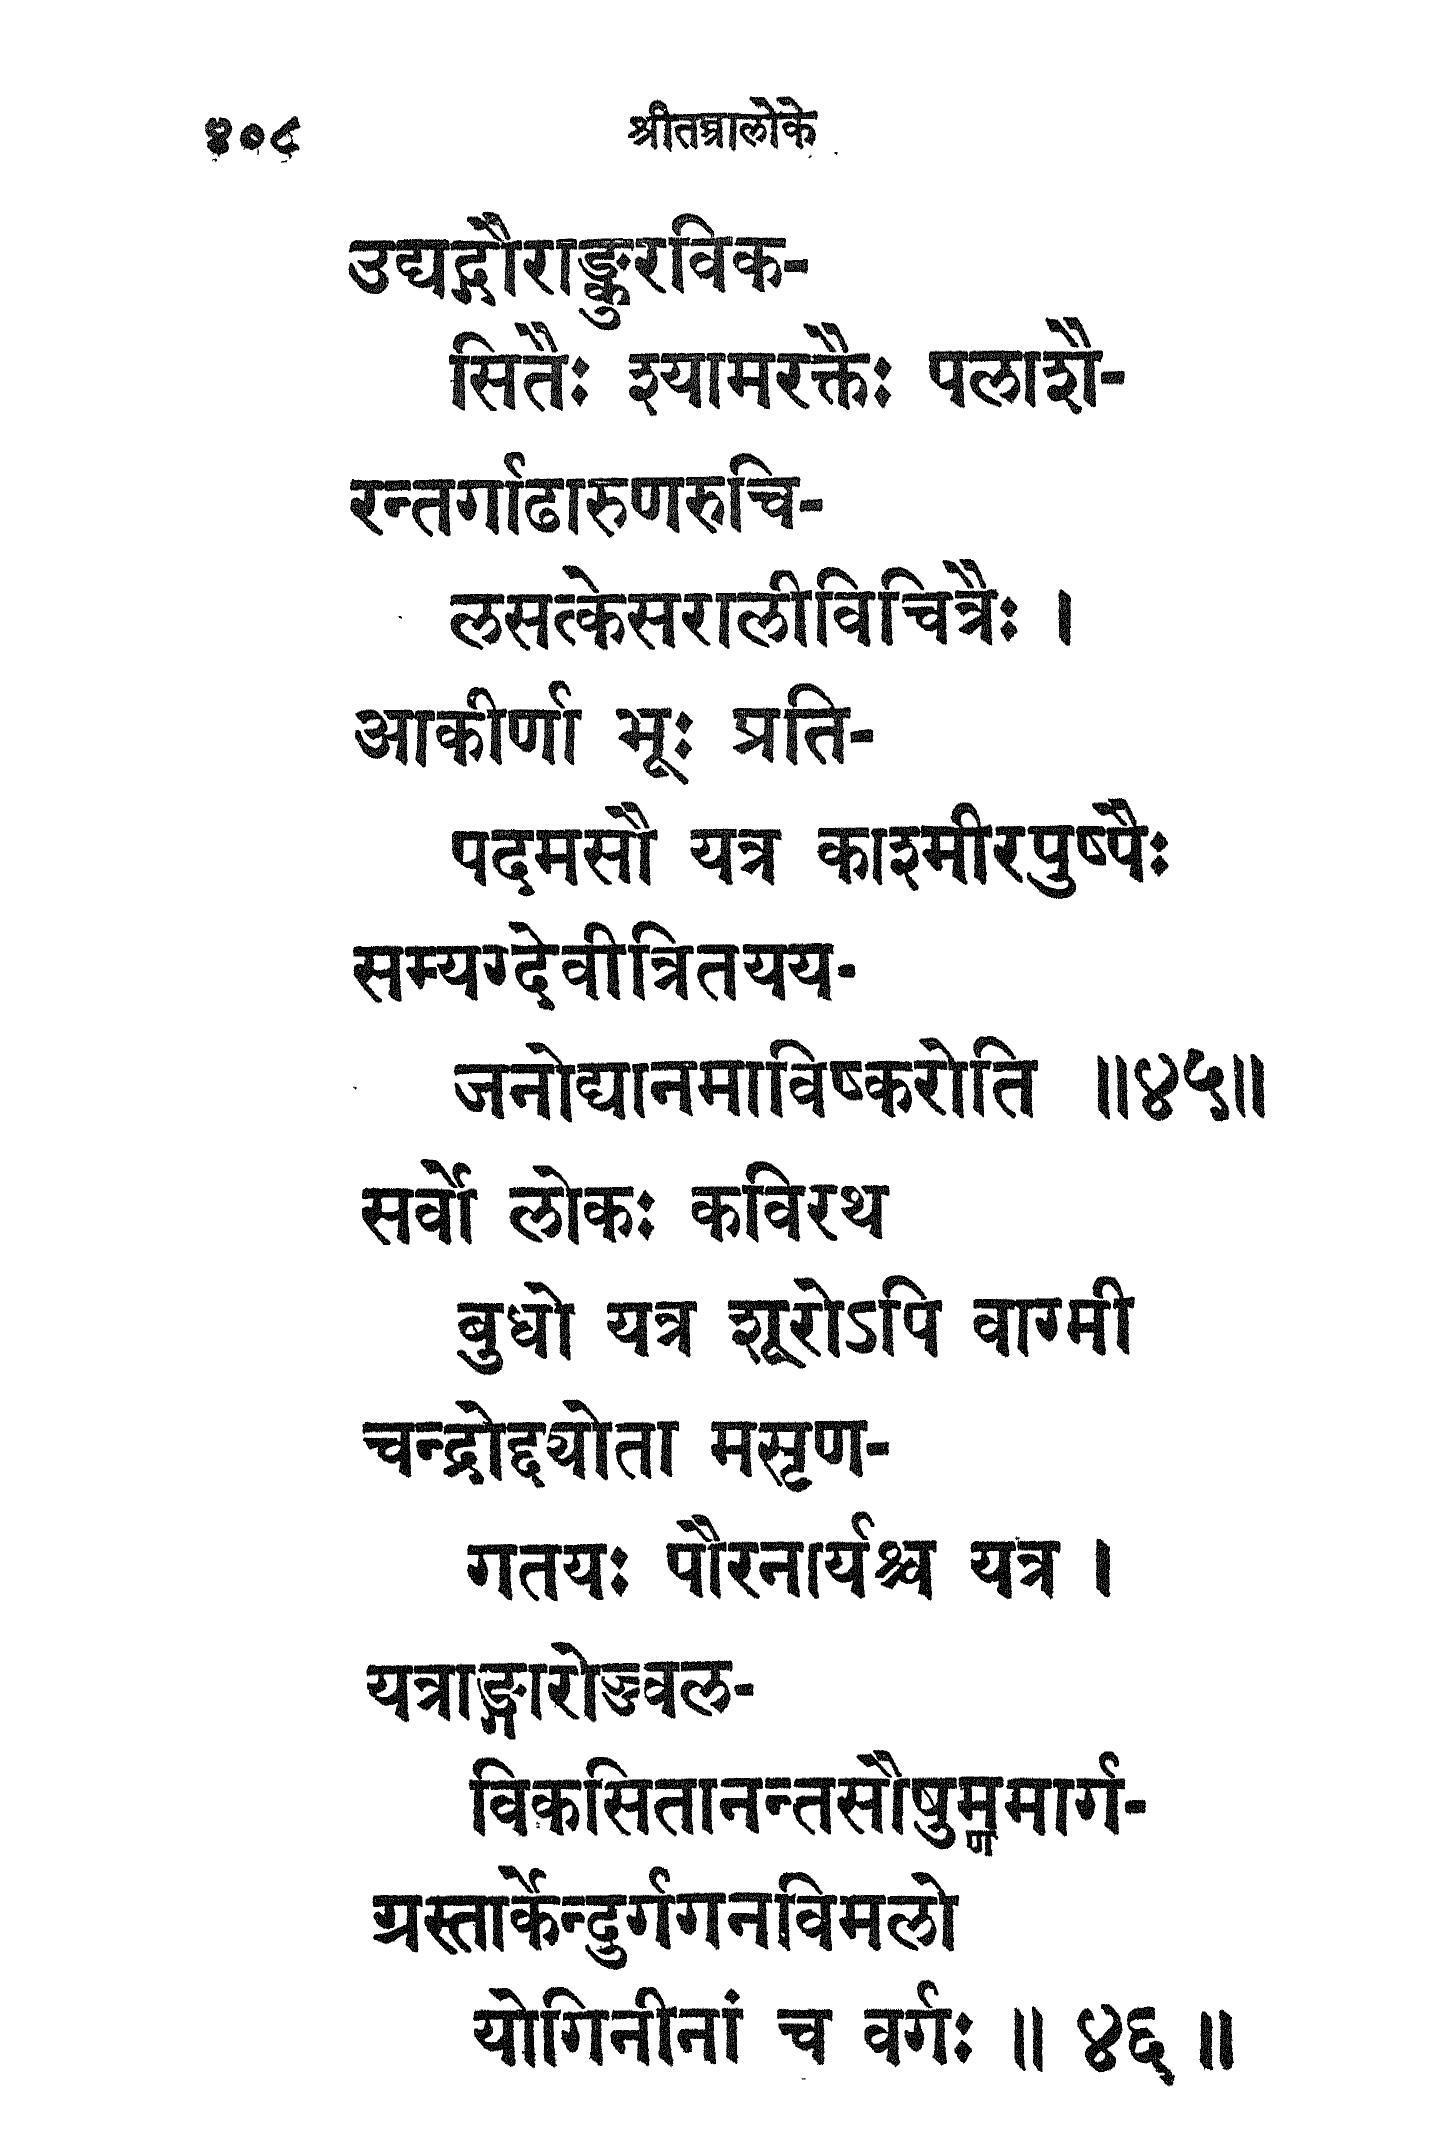 ४०८ श्रीतन्त्रालोके
उद्यद्गौराङ्कुरविक-
सितैः श्यामरक्तैः पलाशै-
रन्तर्गाढारुणरुचि-
लसत्केसरालीविचित्रैः ।
आकीर्णा भूः प्रति-
पदमसौ यत्र काश्मीरपुष्पैः
सम्यग्देवीत्रितयय-
जनोद्यानमाविष्करोति ॥४५॥
सर्वो लोकः कविरथ
बुधो यत्र शूरोऽपि वाग्मी
चन्द्रोद्द्योता मसृण-
गतयः पौरनार्यश्च यत्र ।
यत्राङ्गारोज्ज्वल-
विकसितानन्तसौषुम्णमार्ग-
ग्रस्तार्केन्दुर्गगनविमलो
योगिनीनां च वर्गः ॥ ४६ ॥